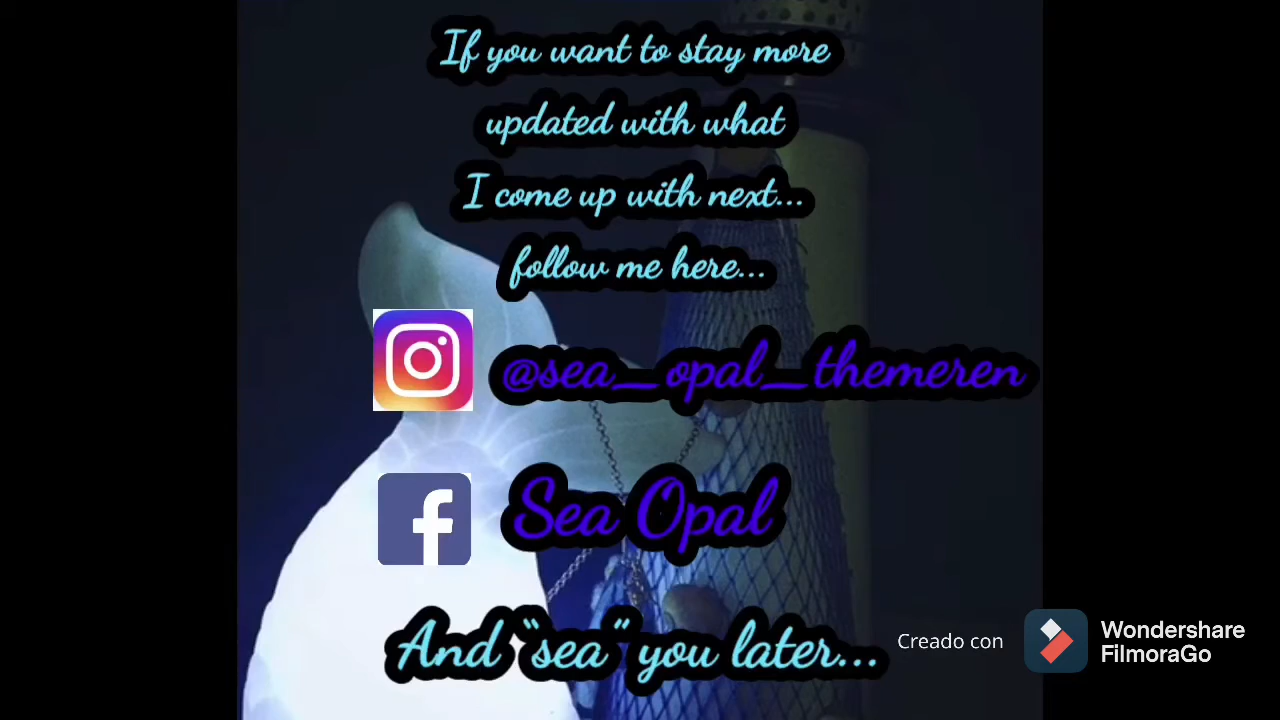 If you want to stay more
updated with what
I come up with next...
follow me here...
@sea_opal_themeren
Sea Opal
And "sea" you later...
Creado con
Wondershare
FilmoraGo